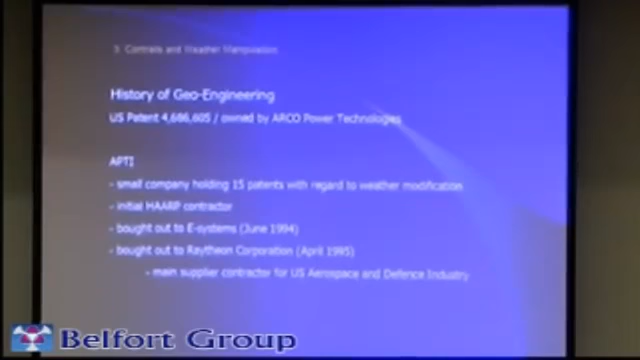 3. Contrails and Weather Manipulation
History of Geo-Engineering
US Patent 4,686,605 / owned by ARCO Power Technologies
APTI
- small company holding 15 patents with regard to weather modification
- initial HAARP contractor
- bought out to E-systems (June 1994)
- bought out to Raytheon Corporation (April 1995)
- main supplier contractor for US Aerospace and Defence Industry
Belfort Group